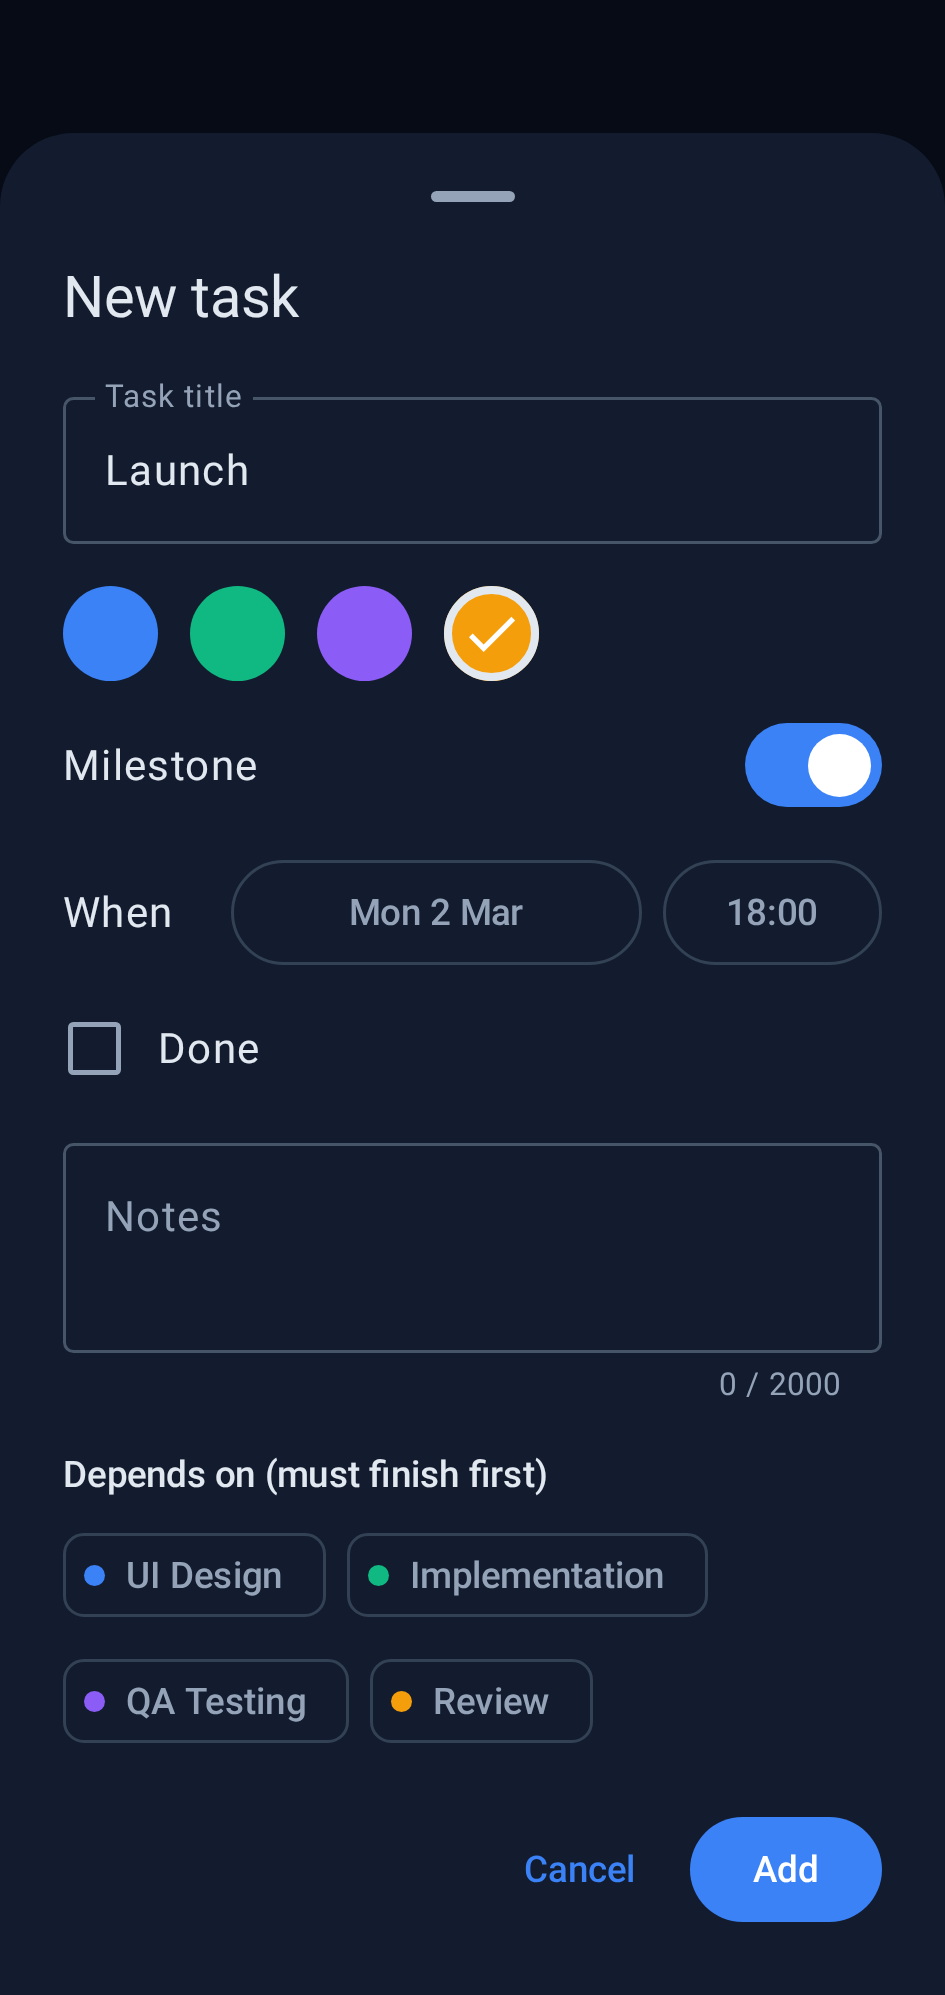 New task
Task title
Launch
Milestone
When
Mon 2 Mar
18:00
Done
Notes
0 / 2000
Depends on (must finish first)
UI Design
Implementation
QA Testing
Review
Cancel
Add